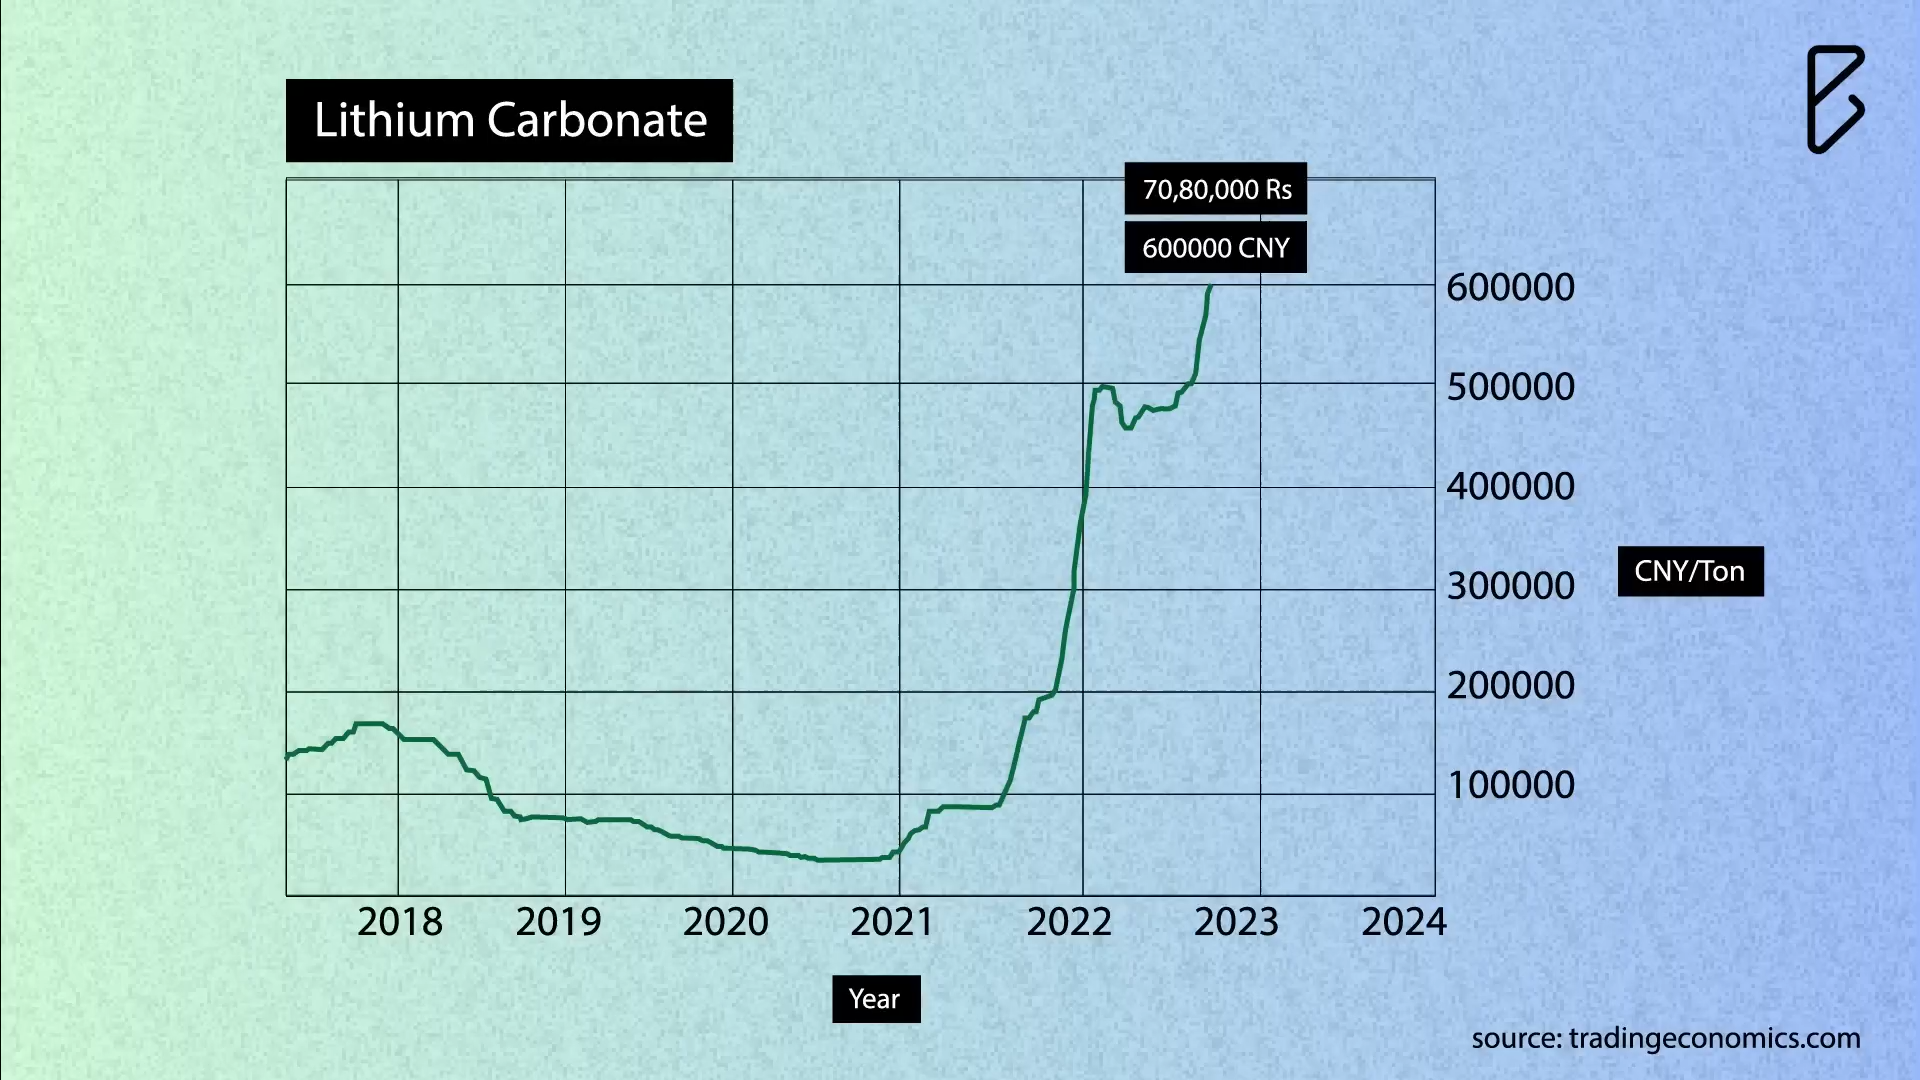 Lithium Carbonate
70,80,000 Rs
600000 CNY
600000
500000
400000
300000
200000
100000
CNY/Ton
2018 2019 2020 2021 2022 2023 2024
Year
source: tradingeconomics.com